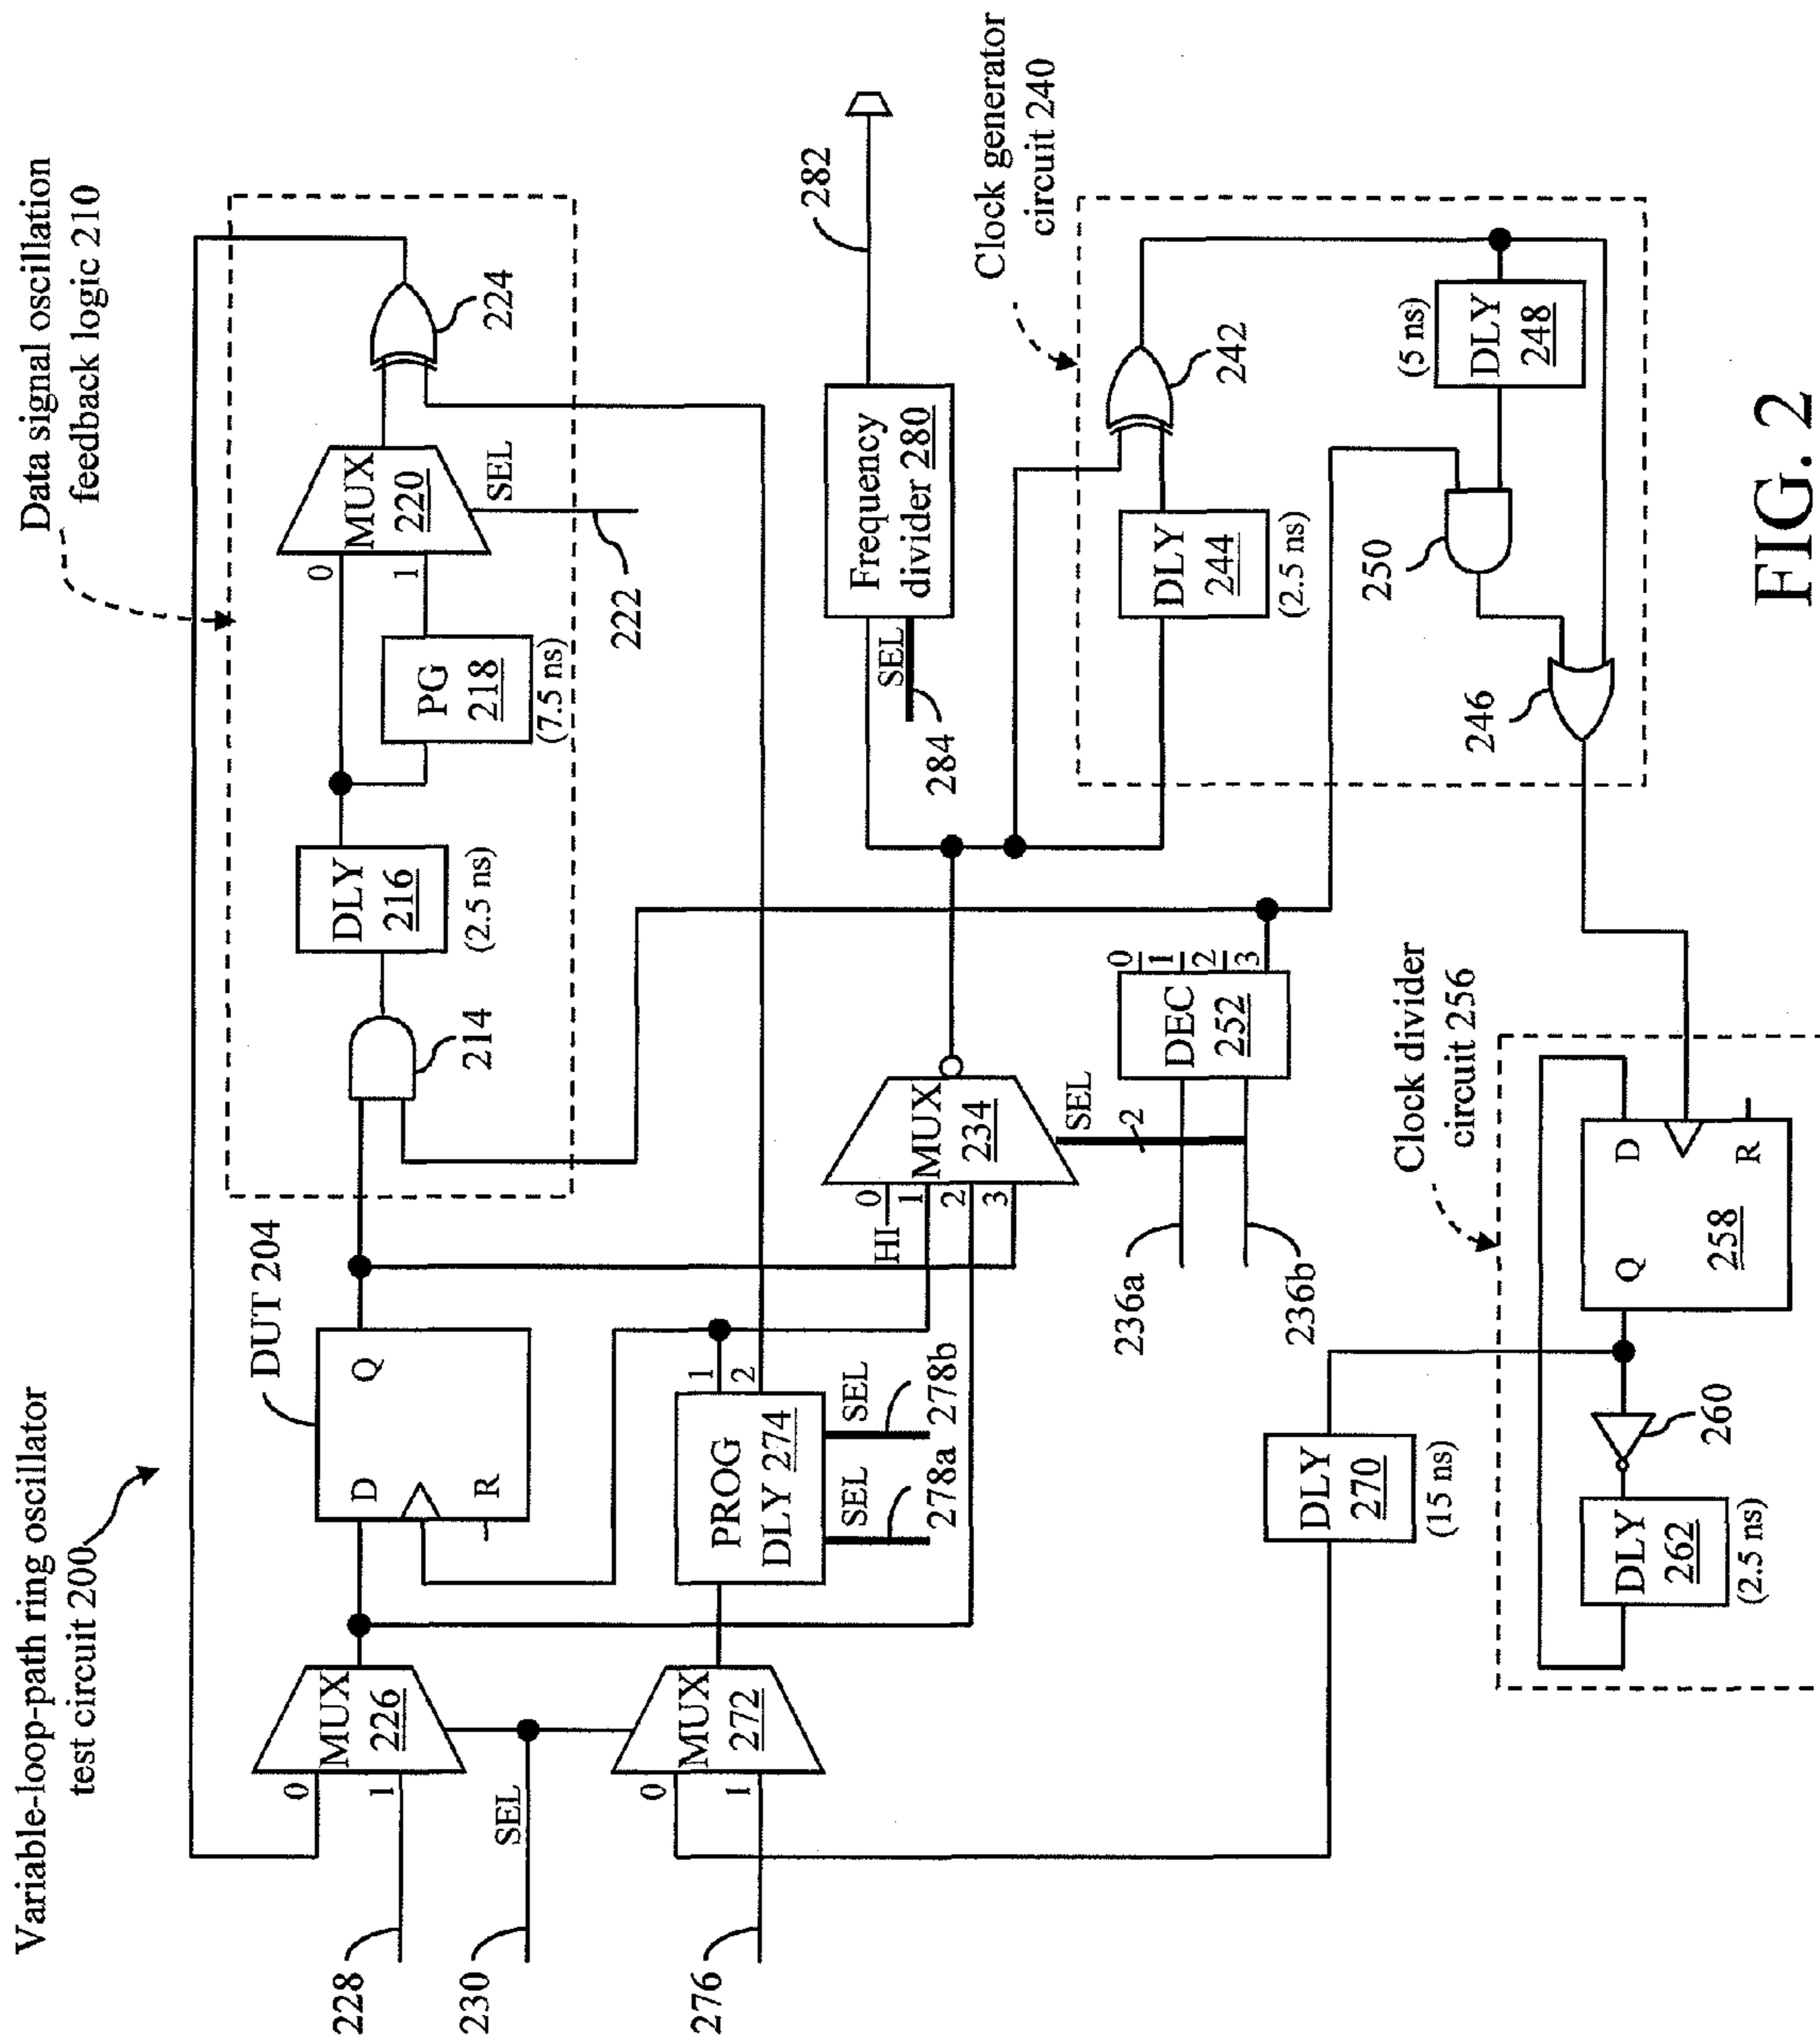 Variable-loop-path ring oscillator
test circuit 200
Data signal oscillation
feedback logic 210
DUT 204
D
Q
R
214
DLY
216
(2.5 ns)
PG
218
(7.5 ns)
0
1
MUX
220
SEL
222
224
0
1
MUX
226
228
SEL
230
0
1
MUX
272
276
PROG
DLY 274
1
2
SEL
278a
SEL
278b
HI
0
1
2
3
MUX
234
SEL
2
236a
236b
DEC
252
0
1
2
3
Frequency
divider 280
SEL
284
282
Clock generator
circuit 240
242
DLY
244
(2.5 ns)
(5 ns)
DLY
248
250
246
Clock divider
circuit 256
D
Q
R
258
260
DLY
262
(2.5 ns)
DLY
270
(15 ns)
FIG. 2